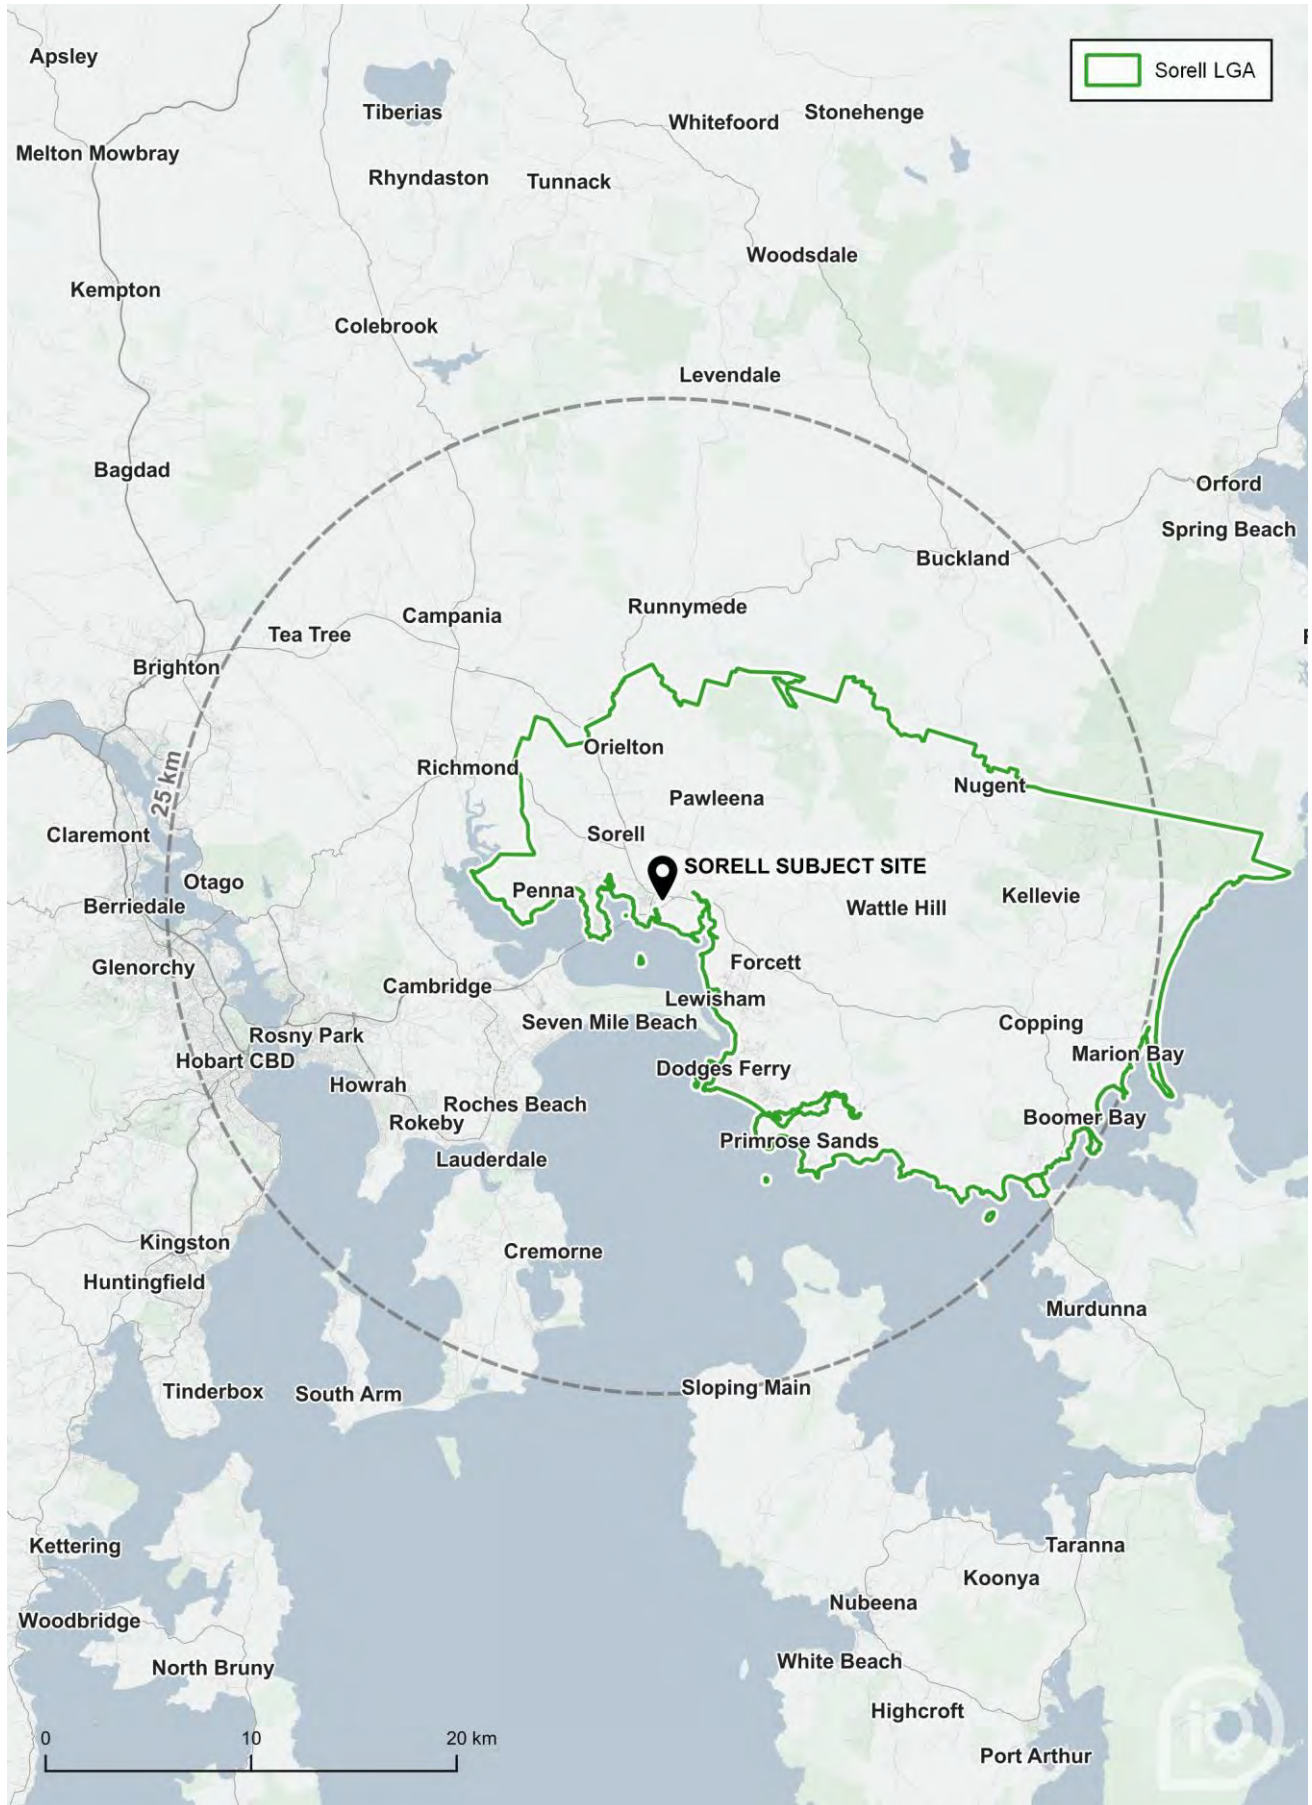 Apsley
Sorell LGA
Tiberias
Stonehenge
Whitefoord
Melton Mowbray
Rhyndaston
Tunnack
Woodsdale
Kempton
Colebrook
Levendale
Bagdad
Orford
Spring Beach
Buckland
Runnymede
Campania
Tea Tree
Brighton
Orielton
Richmond
25 km
Nugent
Pawleena
Claremont
Sorell
SORELL SUBJECT SITE
Otago
Penna
Kellevie
Berriedale
Wattle Hill
Glenorchy
Forcett
Cambridge
Lewisham
Seven Mile Beach
Copping
Rosny Park
Marion Bay
Hobart CBD
Dodges Ferry
Howrah
Roches Beach
Rokeby
Boomer Bay
Primrose Sands
Lauderdale
Kingston
Cremorne
Huntingfield
Murdunna
Tinderbox
South Arm
Sloping Main
Kettering
Taranna
Koonya
Nubeena
Woodbridge
White Beach
North Bruny
Highcroft
0 10 20 km
Port Arthur